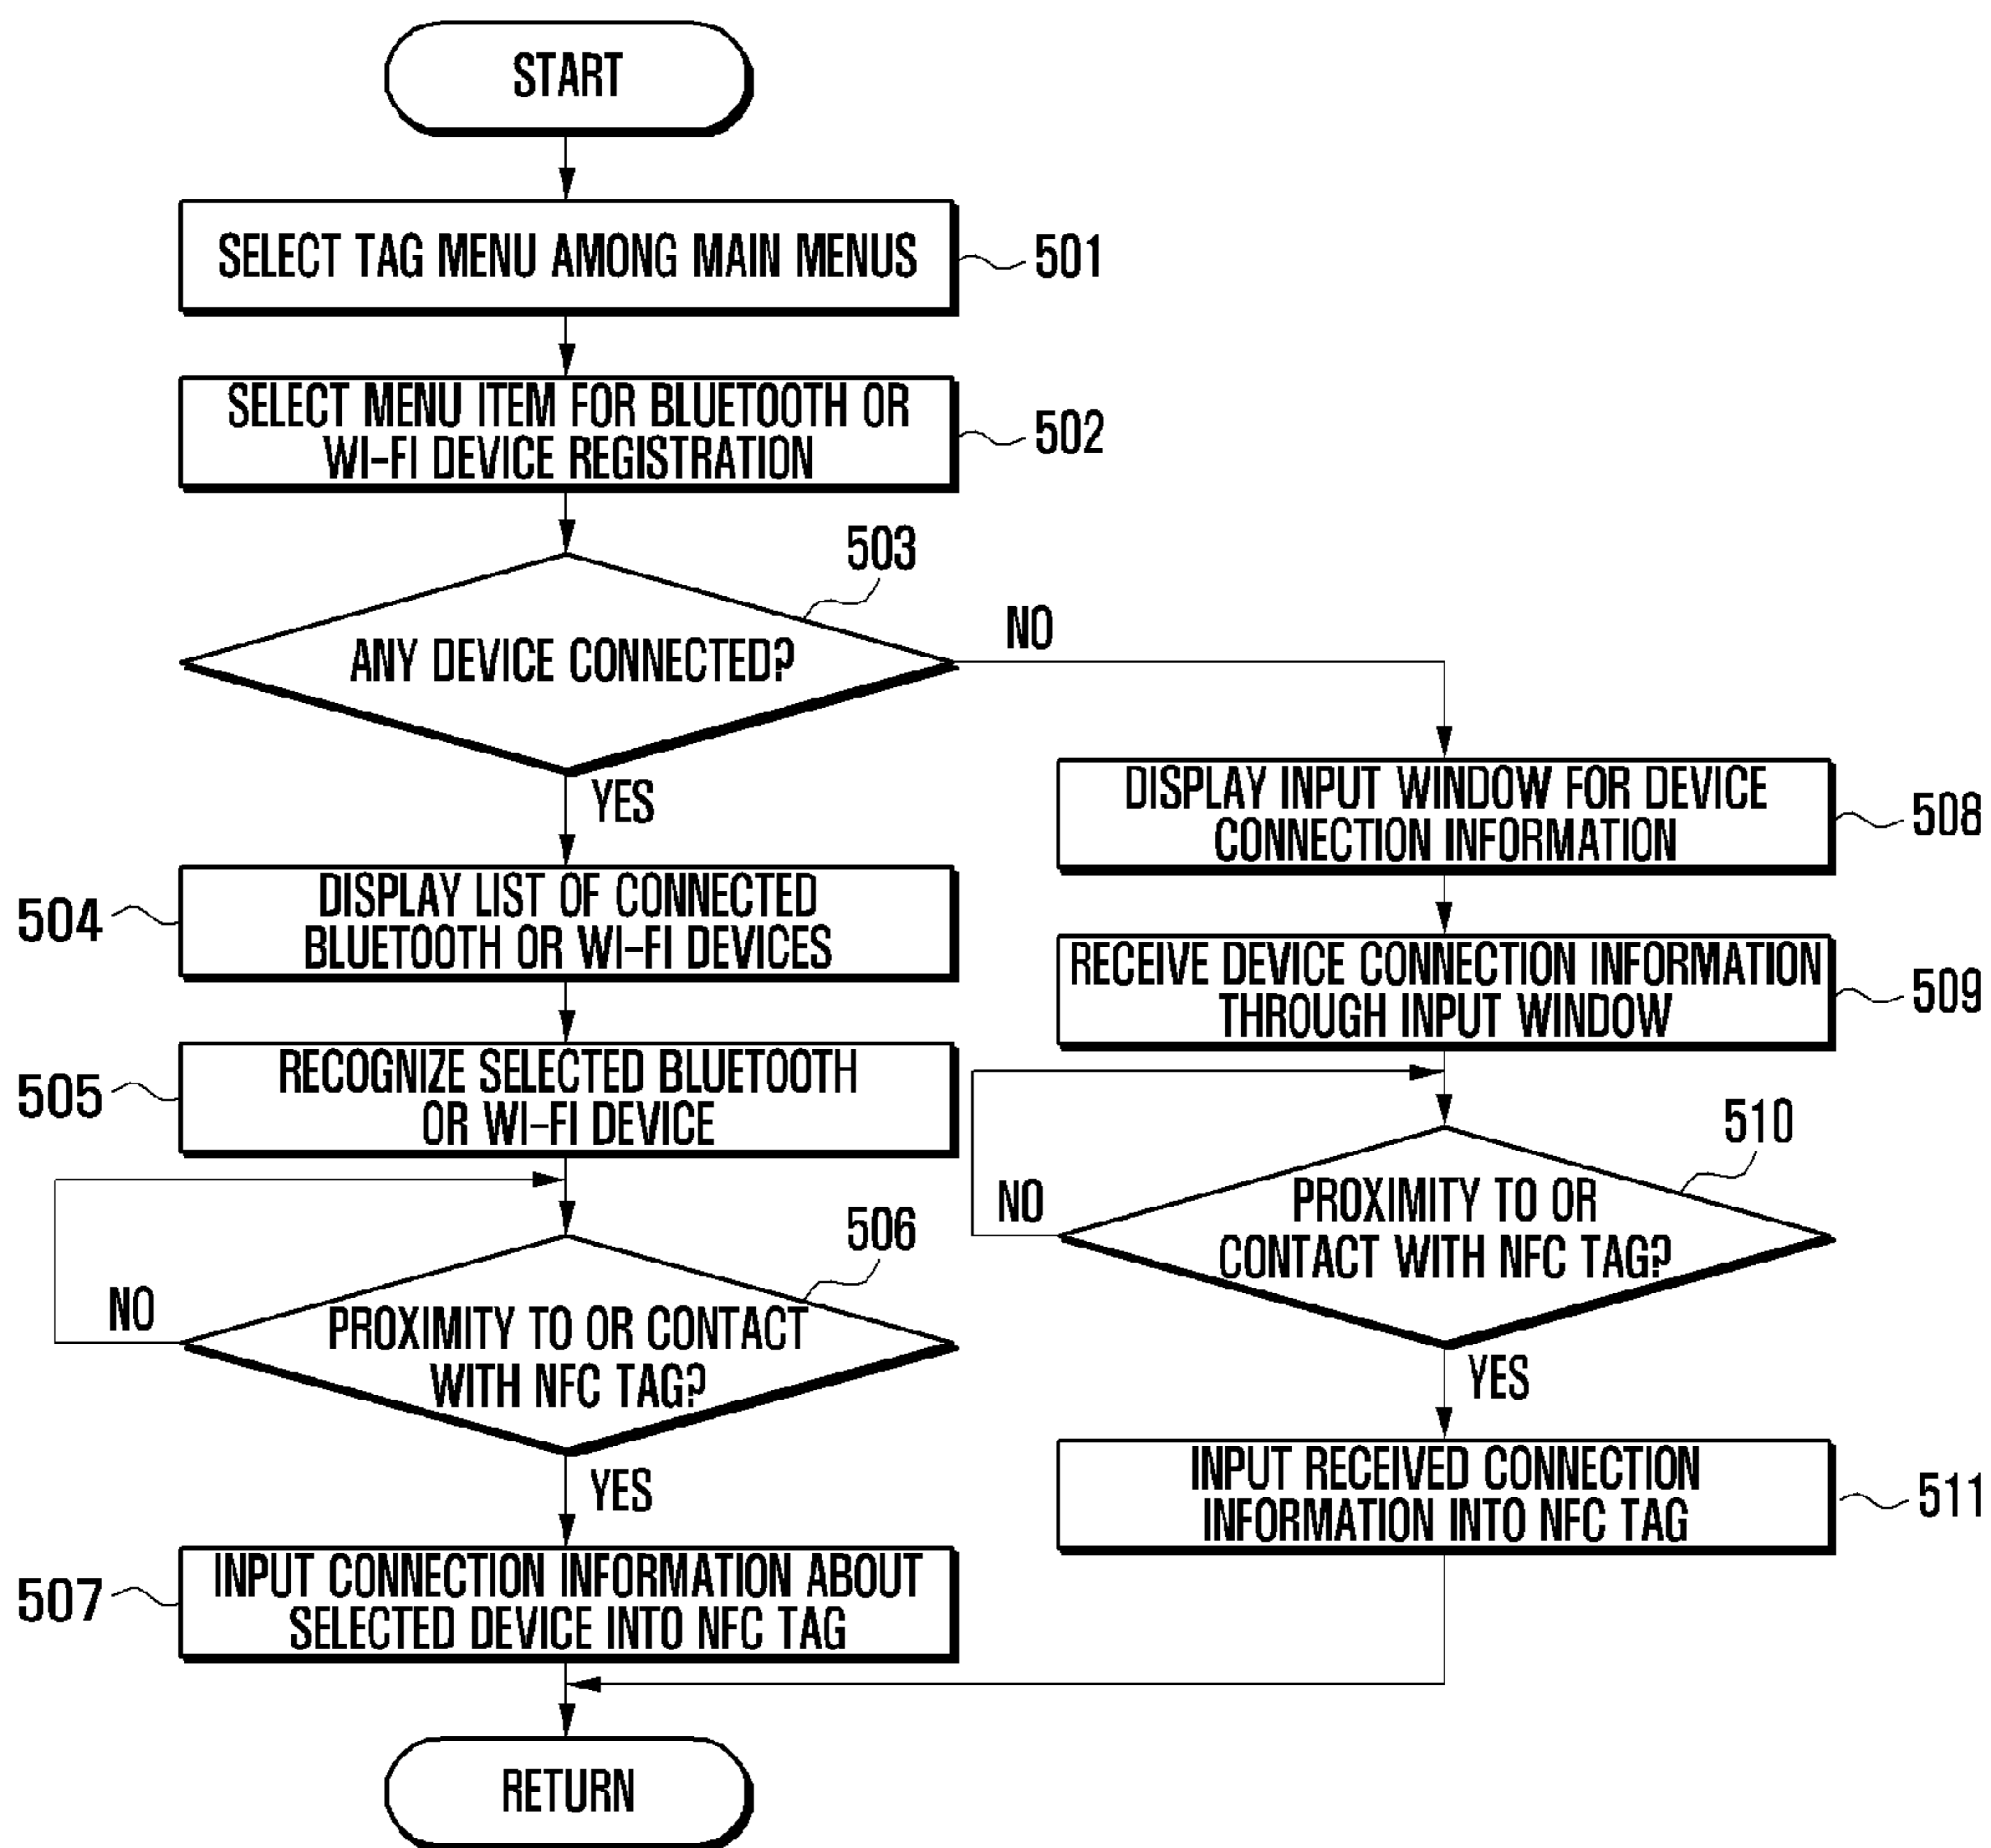 START
SELECT TAG MENU AMONG MAIN MENUS
501
SELECT MENU ITEM FOR BLUETOOTH OR
WI-FI DEVICE REGISTRATION
502
503
ANY DEVICE CONNECTED?
NO
YES
504
DISPLAY LIST OF CONNECTED
BLUETOOTH OR WI-FI DEVICES
505
RECOGNIZE SELECTED BLUETOOTH
OR WI-FI DEVICE
506
PROXIMITY TO OR CONTACT
WITH NFC TAG?
NO
YES
507
INPUT CONNECTION INFORMATION ABOUT
SELECTED DEVICE INTO NFC TAG
DISPLAY INPUT WINDOW FOR DEVICE
CONNECTION INFORMATION
508
RECEIVE DEVICE CONNECTION INFORMATION
THROUGH INPUT WINDOW
509
510
PROXIMITY TO OR
CONTACT WITH NFC TAG?
NO
YES
INPUT RECEIVED CONNECTION
INFORMATION INTO NFC TAG
511
RETURN